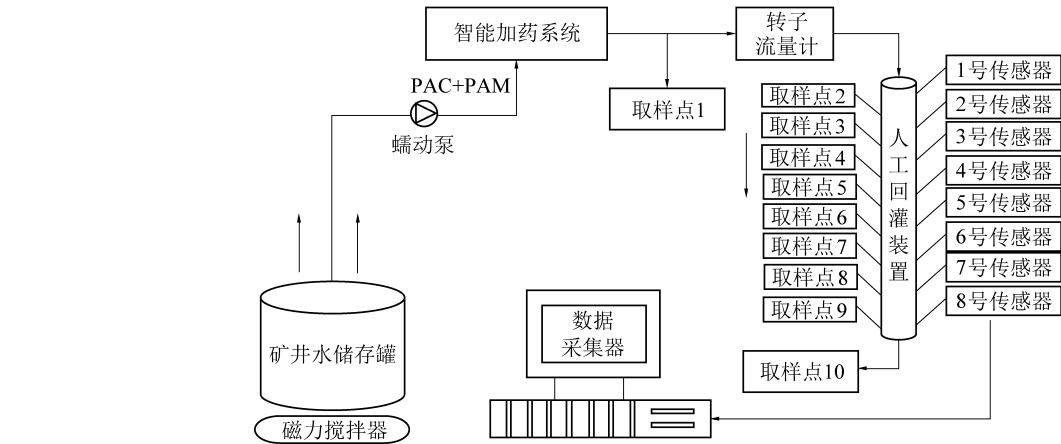 智能加药系统
转子
流量计
PAC+PAM
蠕动泵
取样点1
取样点2
取样点3
取样点4
取样点5
取样点6
取样点7
取样点8
取样点9
人工回灌装置
1号传感器
2号传感器
3号传感器
4号传感器
5号传感器
6号传感器
7号传感器
8号传感器
取样点10
数据
采集器
矿井水储存罐
磁力搅拌器